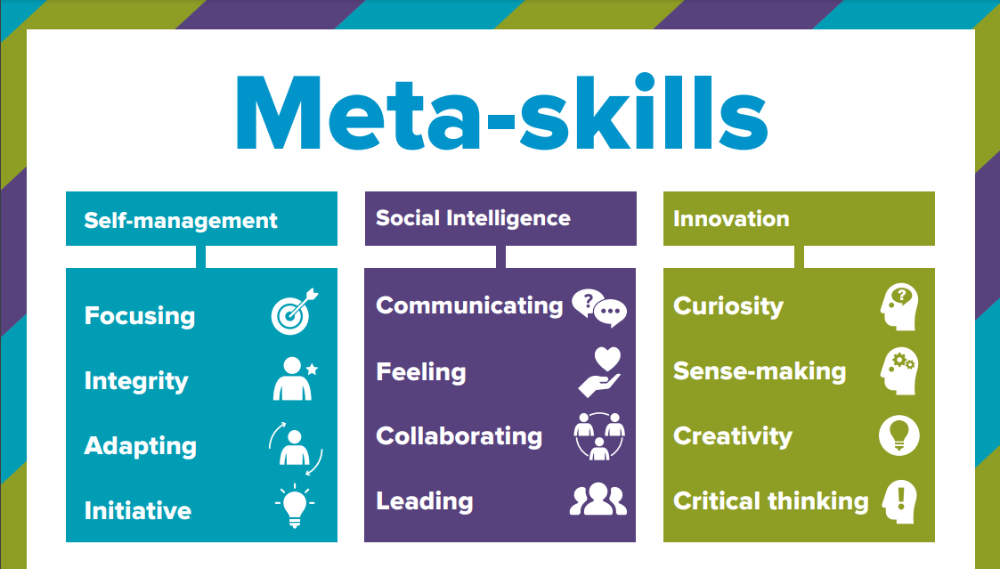 Meta-skills
Self-management
Focusing
Integrity
Adapting
Initiative
Social Intelligence
Communicating
?
Feeling
Collaborating
Leading
Innovation
Curiosity
?
Sense-making
Creativity
Critical thinking
!